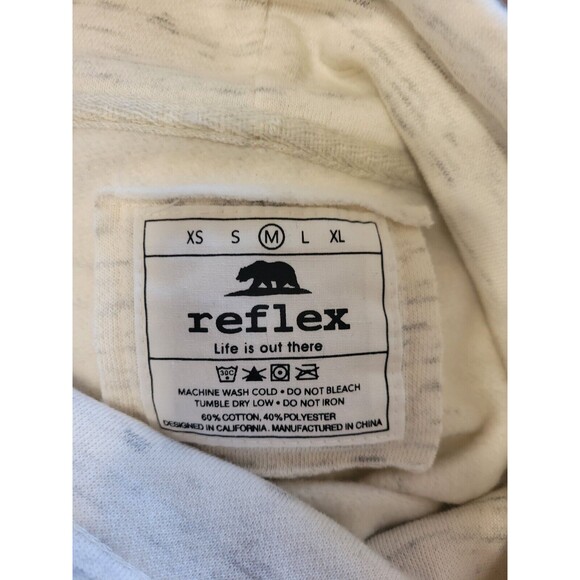 XS S M L XL
reflex
Life is out there
30C
MACHINE WASH COLD • DO NOT BLEACH
TUMBLE DRY LOW • DO NOT IRON
60% COTTON, 40% POLYESTER
DESIGNED IN CALIFORNIA. MANUFACTURED IN CHINA